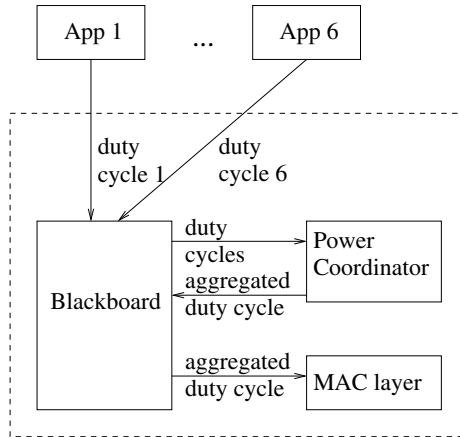 App 1
...
App 6
duty
cycle 1
duty
cycle 6
Blackboard
duty
cycles
aggregated
duty cycle
Power
Coordinator
aggregated
duty cycle
MAC layer